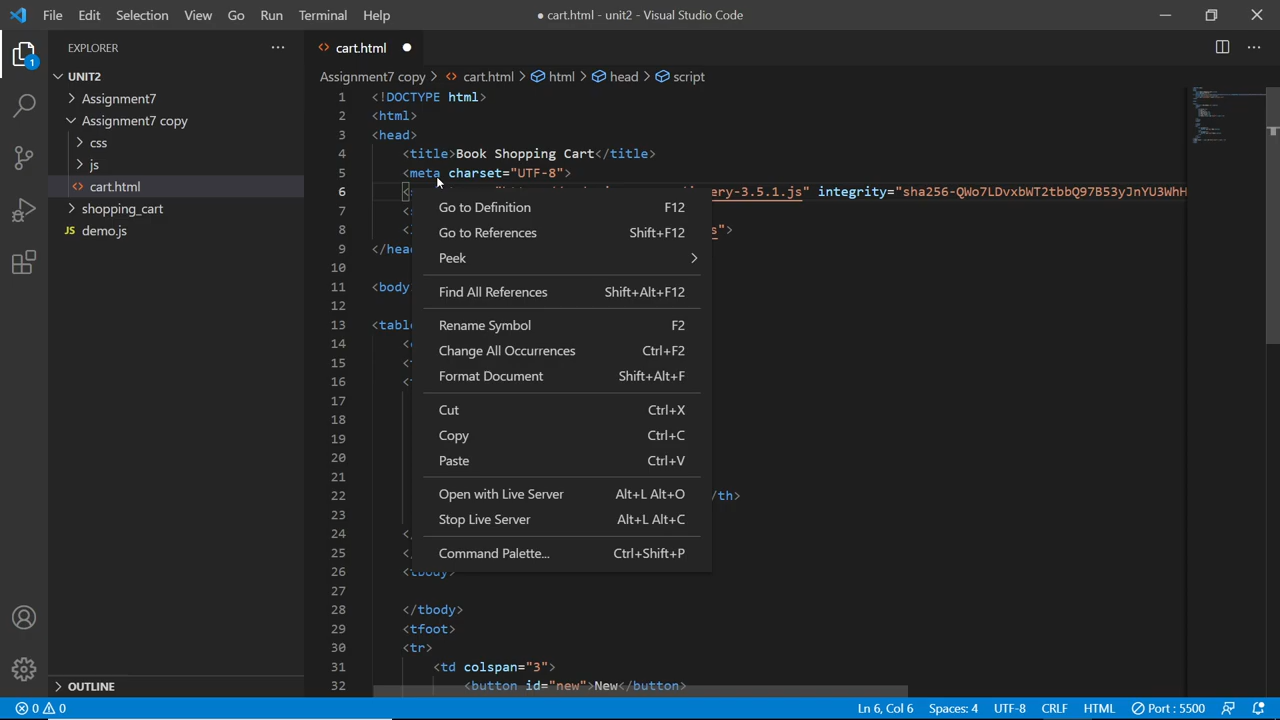 File Edit Selection View Go Run Terminal Help
● cart.html - unit2 - Visual Studio Code
EXPLORER
1
UNIT2
Assignment7
Assignment7 copy
css
js
cart.html
shopping_cart
JS demo.js
OUTLINE
cart.html
Assignment7 copy > cart.html > html > head > script
1 <!DOCTYPE html>
2 <html>
3 <head>
4 <title>Book Shopping Cart</title>
5 <meta charset="UTF-8">
6 ery-3.5.1.js" integrity="sha256-QWo7LDvxbWT2tbbQ97B53yJnYU3WhH
7 <
8 </ s">
9 </head
10
11 <body
12
13 <table
14 <
15 <t
16 <t
17
18
19
20
21
22 /th>
23
24 </
25 </
26 <tbody>
27
28 </tbody>
29 <tfoot>
30 <tr>
31 <td colspan="3">
32 <button id="new">New</button>
Go to Definition F12
Go to References Shift+F12
Peek
Find All References Shift+Alt+F12
Rename Symbol F2
Change All Occurrences Ctrl+F2
Format Document Shift+Alt+F
Cut Ctrl+X
Copy Ctrl+C
Paste Ctrl+V
Open with Live Server Alt+L Alt+O
Stop Live Server Alt+L Alt+C
Command Palette... Ctrl+Shift+P
0 0 Ln 6, Col 6 Spaces: 4 UTF-8 CRLF HTML Port : 5500